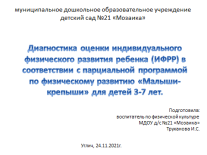 муниципальное дошкольное образовательное учреждение
детский сад №21 «Мозаика»
Диагностика оценки индивидуального
физического развития ребенка (ИФРР) в
соответствии с парциальной программой
по физическому развитию «Малыши-
крепыши» для детей 3-7 лет.
Подготовила:
воспитатель по физической культуре
МДОУ д/с №21 «Мозаика»
Труханова И.С.
Углич, 24.11.2021г.